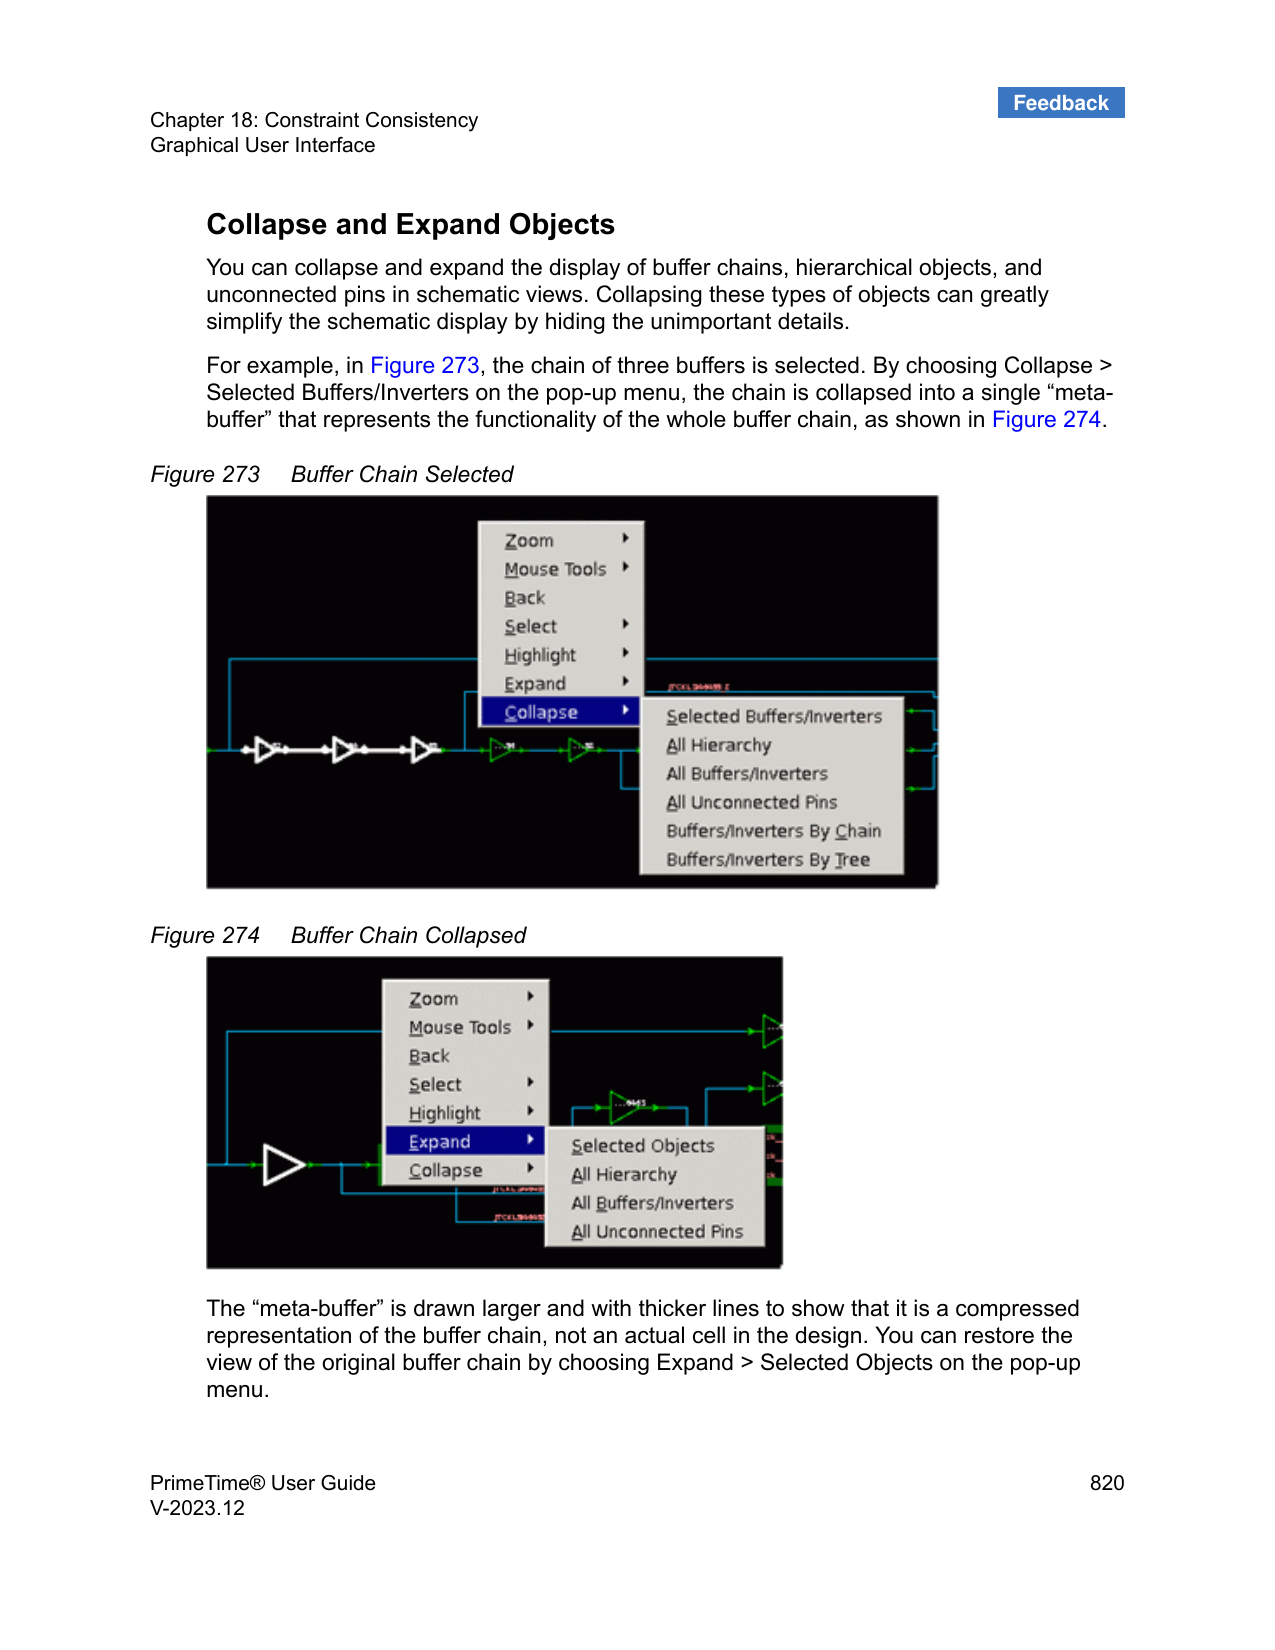 Feedback
Chapter 18: Constraint Consistency
Graphical User Interface
Collapse and Expand Objects
You can collapse and expand the display of buffer chains, hierarchical objects, and
unconnected pins in schematic views. Collapsing these types of objects can greatly
simplify the schematic display by hiding the unimportant details.
For example, in Figure 273, the chain of three buffers is selected. By choosing Collapse >
Selected Buffers/Inverters on the pop-up menu, the chain is collapsed into a single “meta-
buffer” that represents the functionality of the whole buffer chain, as shown in Figure 274.
Figure 273 Buffer Chain Selected
Zoom
Mouse Tools
Back
Select
Highlight
Expand
Collapse
Selected Buffers/Inverters
All Hierarchy
All Buffers/Inverters
All Unconnected Pins
Buffers/Inverters By Chain
Buffers/Inverters By Tree
Figure 274 Buffer Chain Collapsed
Zoom
Mouse Tools
Back
Select
Highlight
Expand
Collapse
Selected Objects
All Hierarchy
All Buffers/Inverters
All Unconnected Pins
The “meta-buffer” is drawn larger and with thicker lines to show that it is a compressed
representation of the buffer chain, not an actual cell in the design. You can restore the
view of the original buffer chain by choosing Expand > Selected Objects on the pop-up
menu.
PrimeTime® User Guide 820
V-2023.12